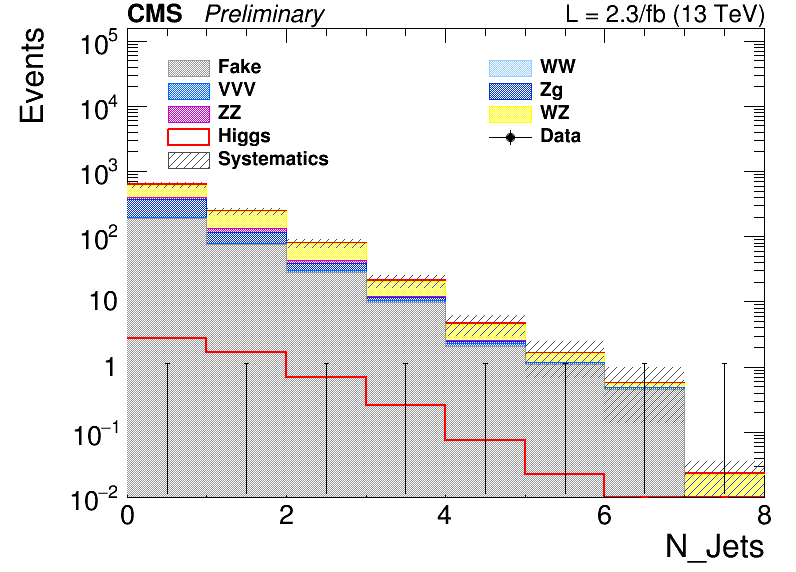 CMS Preliminary L = 2.3/fb (13 TeV)
Events
10^5
10^4
10^3
10^2
10
1
10^−1
10^−2
Fake WW
VVV Zg
ZZ WZ
Higgs Data
Systematics
0 2 4 6 8
N_Jets